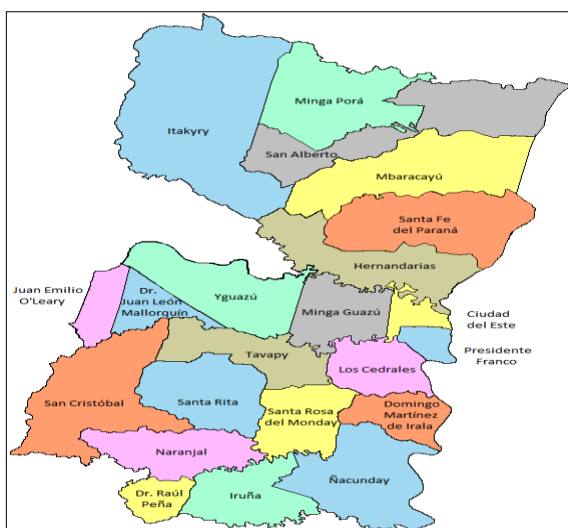 Itakyry
Minga Porá
San Alberto
Mbaracayú
Santa Fe
del Paraná
Hernandarias
Juan Emilio
O'Leary
Dr.
Juan León
Mallorquín
Yguazú
Minga Guazú
Ciudad
del Este
Presidente
Franco
Tavapy
Los Cedrales
San Cristóbal
Santa Rita
Santa Rosa
del Monday
Domingo
Martínez
de Irala
Naranjal
Ñacunday
Dr. Raúl
Peña
Iruña